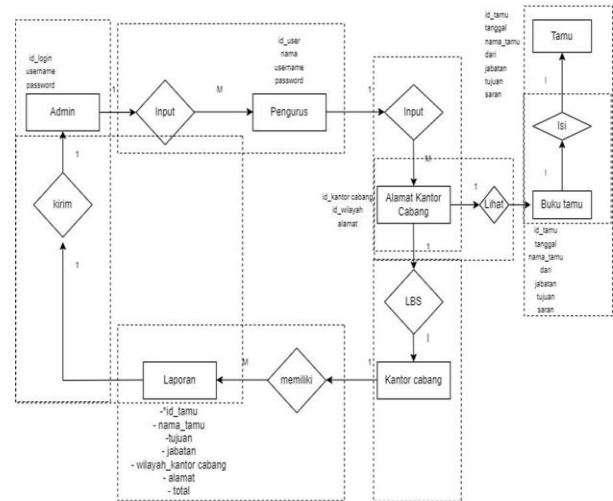 id_login
username
password
Admin
1
Input
M
id_user
nama
username
password
Pengurus
1
Input
M
id_kantor cabang
id_wilayah
alamat
Alamat Kantor
Cabang
1
Lihat
1
LBS
Kantor cabang
1
memiliki
M
Laporan
-*id_tamu
- nama_tamu
-tujuan
- jabatan
- wilayah_kantor cabang
- alamat
- total
1
kirim
1
id_tamu
tanggal
nama_tamu
dari
jabatan
tujuan
saran
Tamu
I
Isi
I
Buku tamu
id_tamu
tanggal
nama_tamu
dari
jabatan
tujuan
saran
I